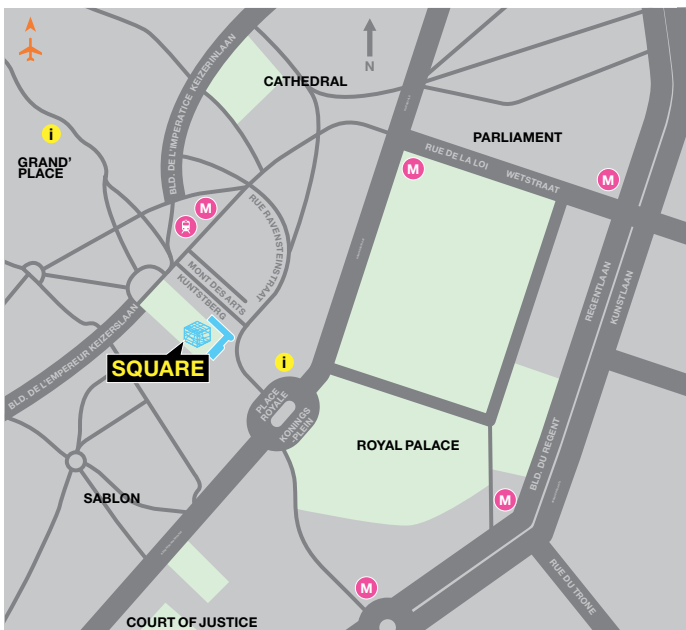 CATHEDRAL
N
PARLIAMENT
BLD. DE L'IMPERATICE KEIZERINLAAN
i
GRAND'
PLACE
RUE DE LA LOI
WETSTRAAT
M
M
M
RUE RAVENSTEINSTRAAT
MONT DES ARTS
KUNTSTBERG
REGENTLAAN
KUNSTLAAN
BLD. DE L'EMPEREUR KEIZERSLAAN
SQUARE
i
PLACE
ROYALE
KONINGS
-PLEIN
ROYAL PALACE
BLD. DU REGENT
SABLON
M
M
RUE DU TRONE
COURT OF JUSTICE